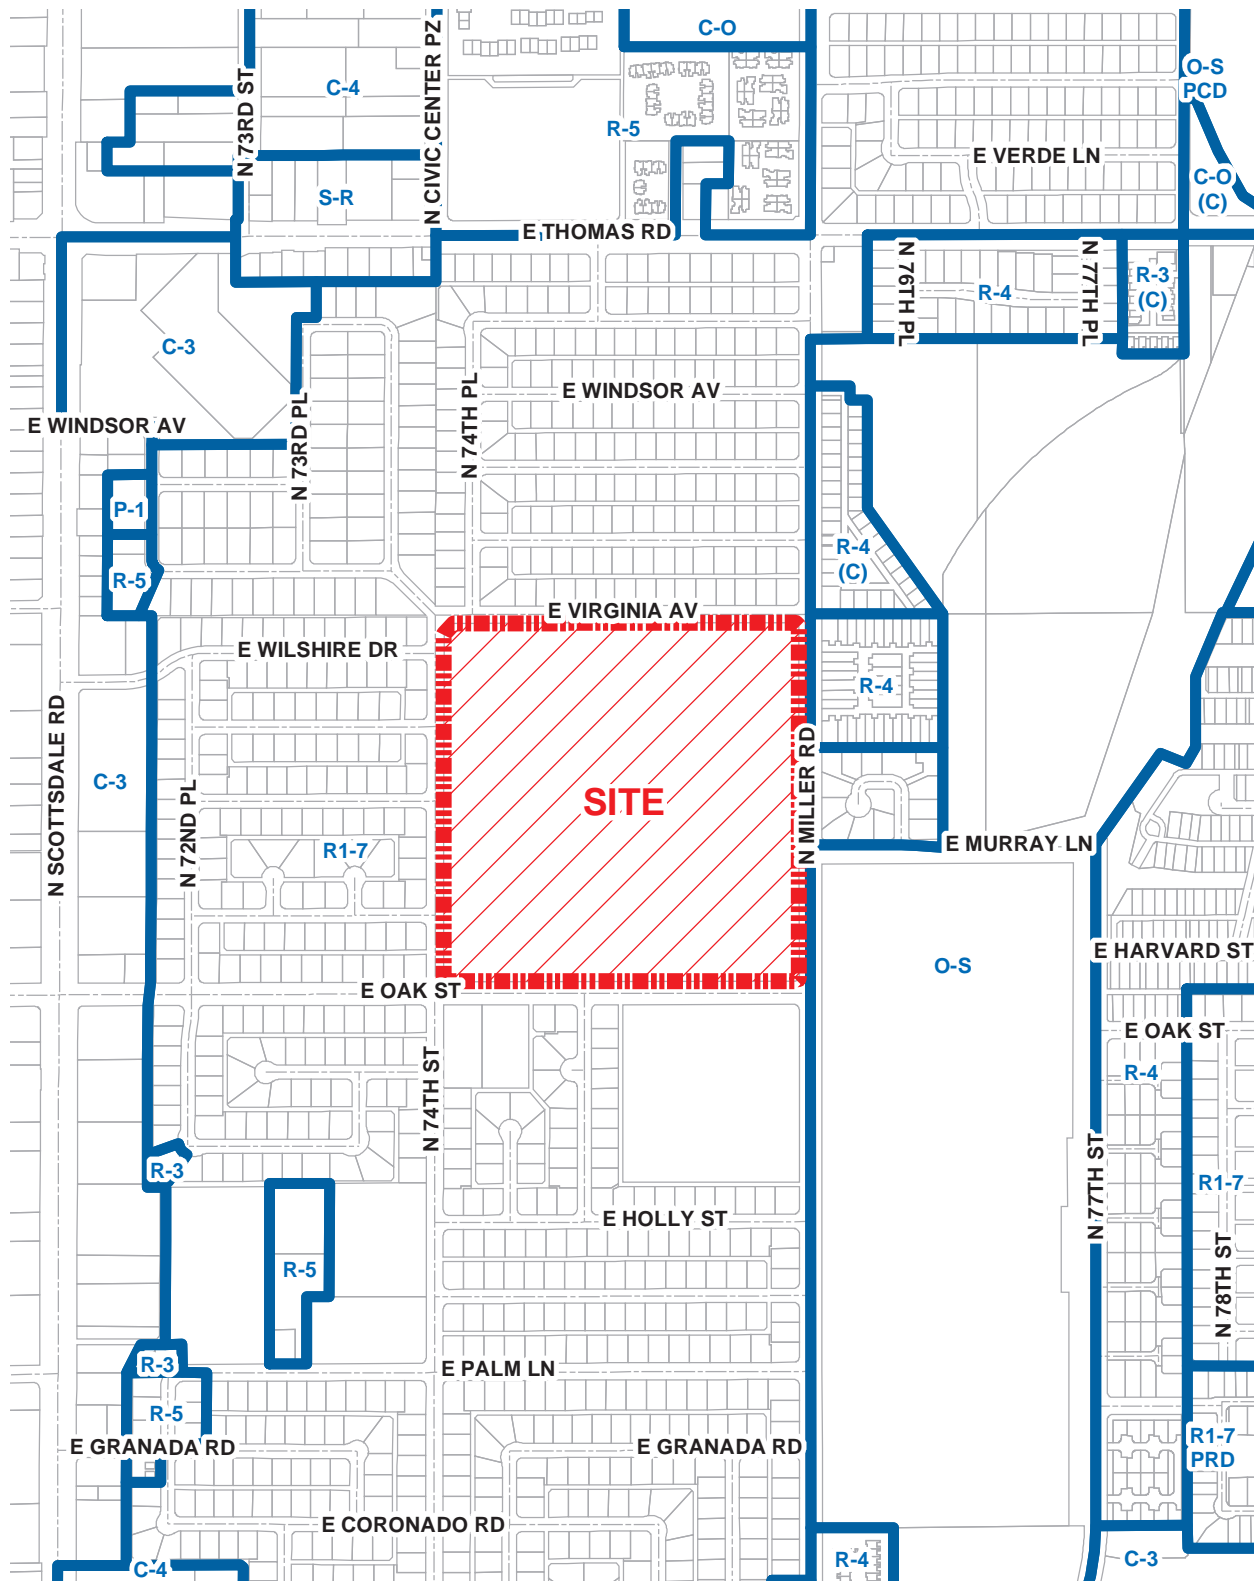 C-O
O-S
PCD
C-4
N 73RD ST
N CIVIC CENTER PZ
R-5
E VERDE LN
C-O
(C)
S-R
E THOMAS RD
N 76TH PL
R-4
N 77TH PL
R-3
(C)
C-3
E WINDSOR AV
E WINDSOR AV
N 73RD PL
N 74TH PL
P-1
R-4
(C)
R-5
E VIRGINIA AV
E WILSHIRE DR
R-4
N SCOTTSDALE RD
C-3
N 72ND PL
SITE
N MILLER RD
R1-7
E MURRAY LN
E HARVARD ST
O-S
E OAK ST
E OAK ST
R-4
N 74TH ST
R-3
N 77TH ST
R1-7
E HOLLY ST
R-5
N 78TH ST
R-3
E PALM LN
R-5
E GRANADA RD
E GRANADA RD
R1-7
PRD
E CORONADO RD
C-4
R-4
C-3